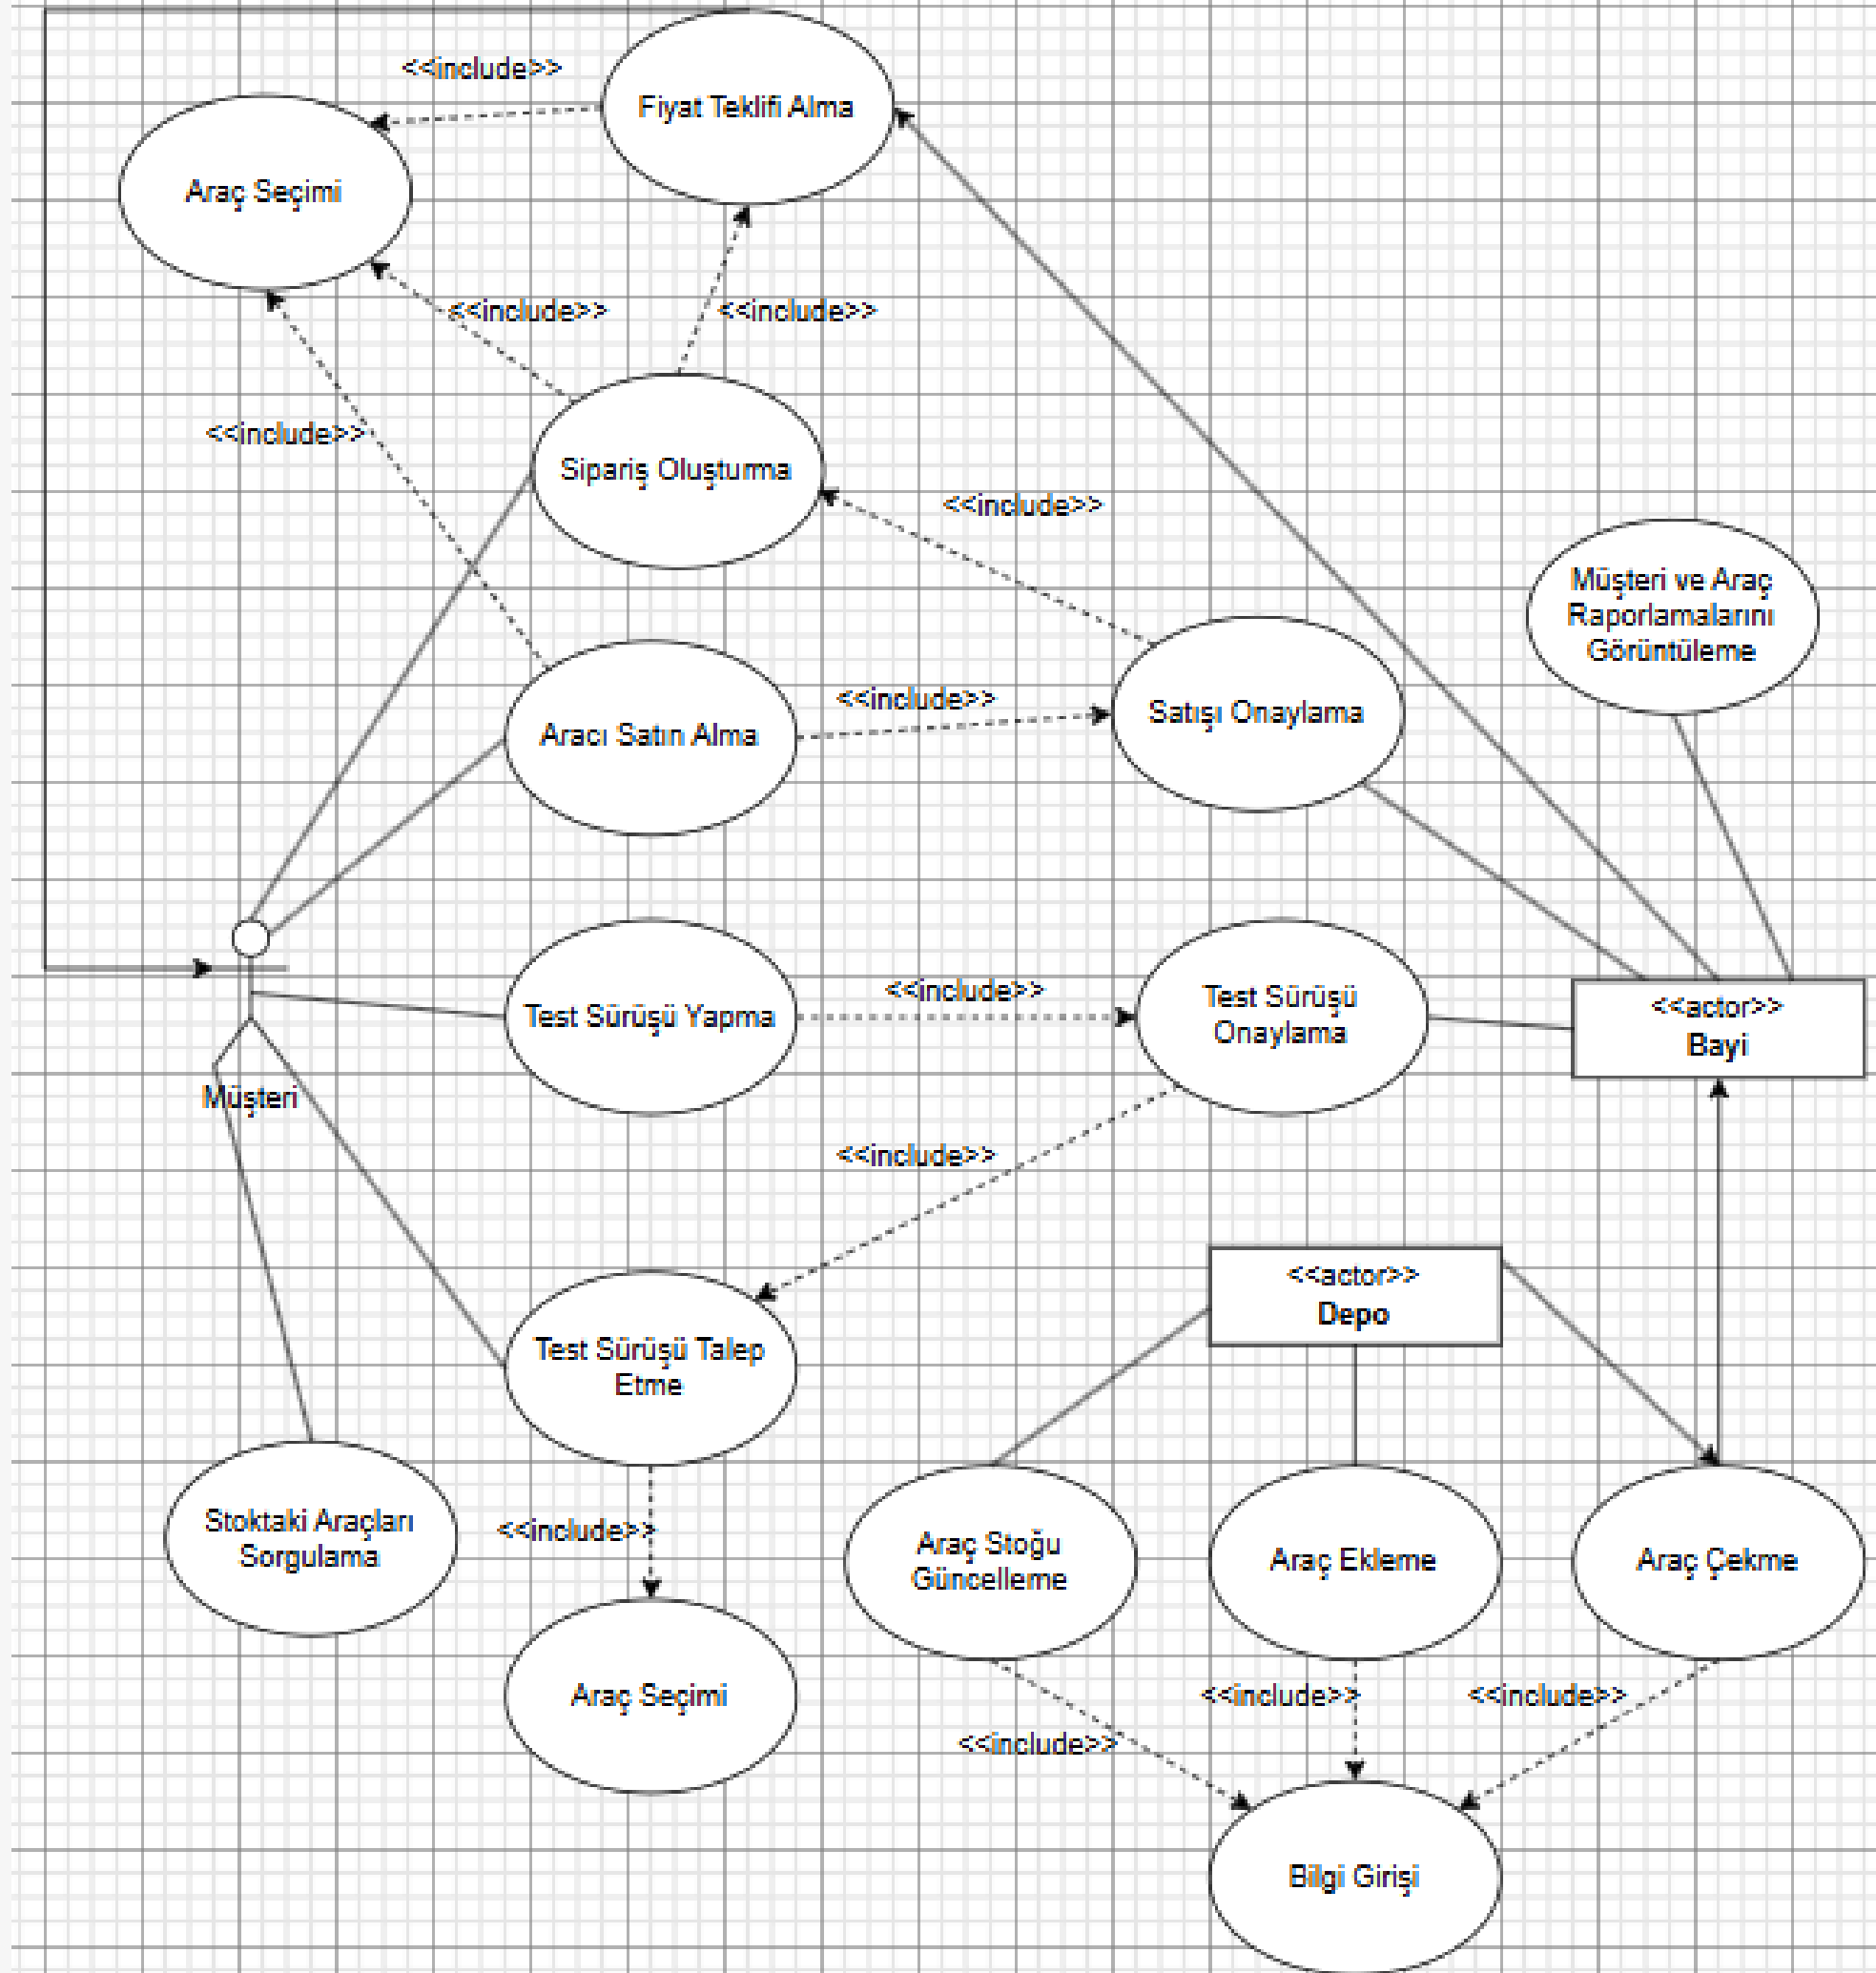 <<include>>
Fiyat Teklifi Alma
Araç Seçimi
<<include>>
<<include>>
<<include>>
Sipariş Oluşturma
<<include>>
Müşteri ve Araç
Raporlamalarını
Görüntüleme
<<include>>
Satışı Onaylama
Aracı Satın Alma
<<include>>
Test Sürüşü
Onaylama
Test Sürüşü Yapma
<<actor>>
Bayi
Müşteri
<<include>>
<<actor>>
Depo
Test Sürüşü Talep
Etme
Stoktaki Araçları
Sorgulama
<<include>>
Araç Stoğu
Güncelleme
Araç Ekleme
Araç Çekme
Araç Seçimi
<<include>>
<<include>>
<<include>>
Bilgi Girişi